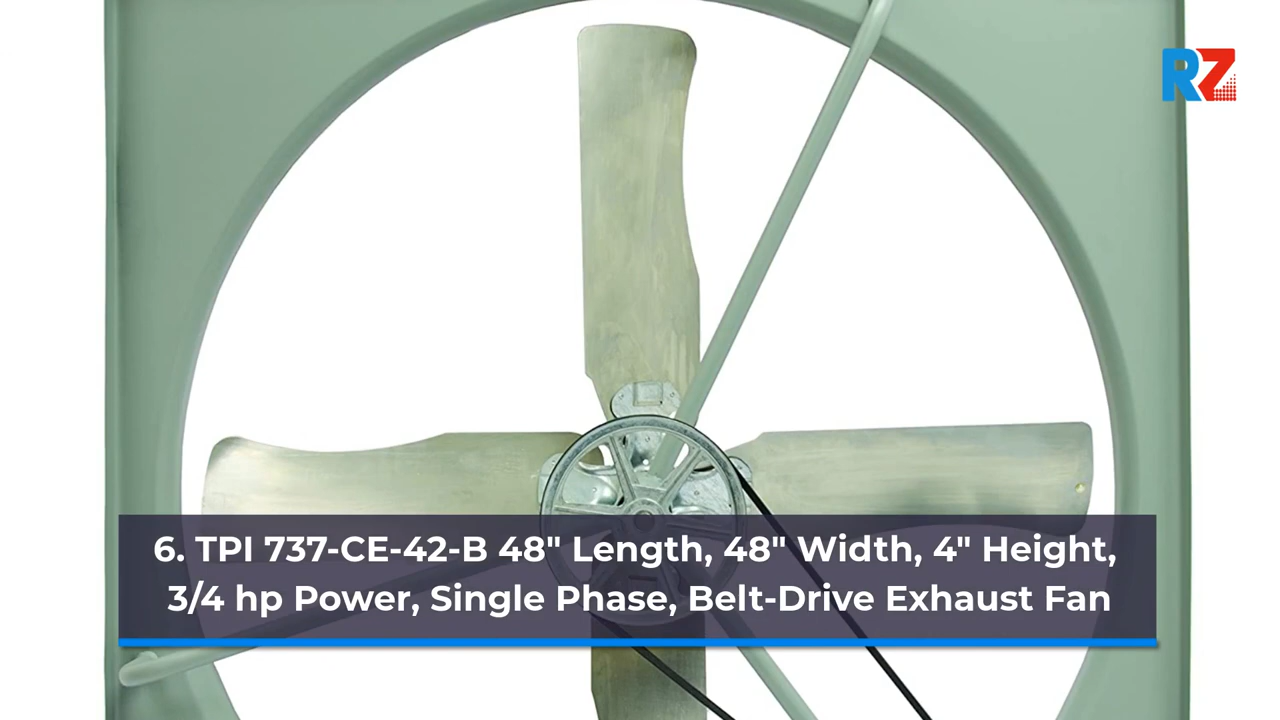 RZ
6. TPI 737-CE-42-B 48" Length, 48" Width, 4" Height,
3/4 hp Power, Single Phase, Belt-Drive Exhaust Fan